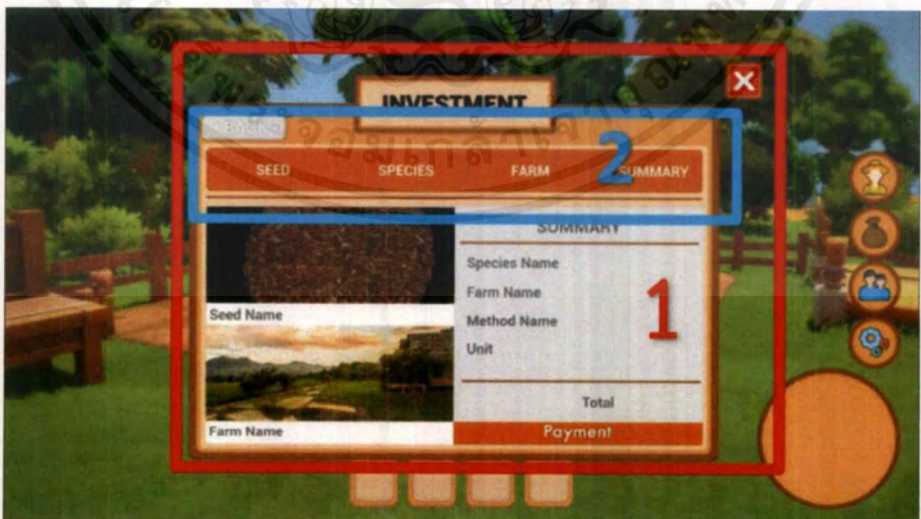 INVESTMENT
SEED SPECIES FARM SUMMARY
2
SUMMARY
Species Name
Farm Name
Method Name
Unit
1
Seed Name
Total
Farm Name
Payment